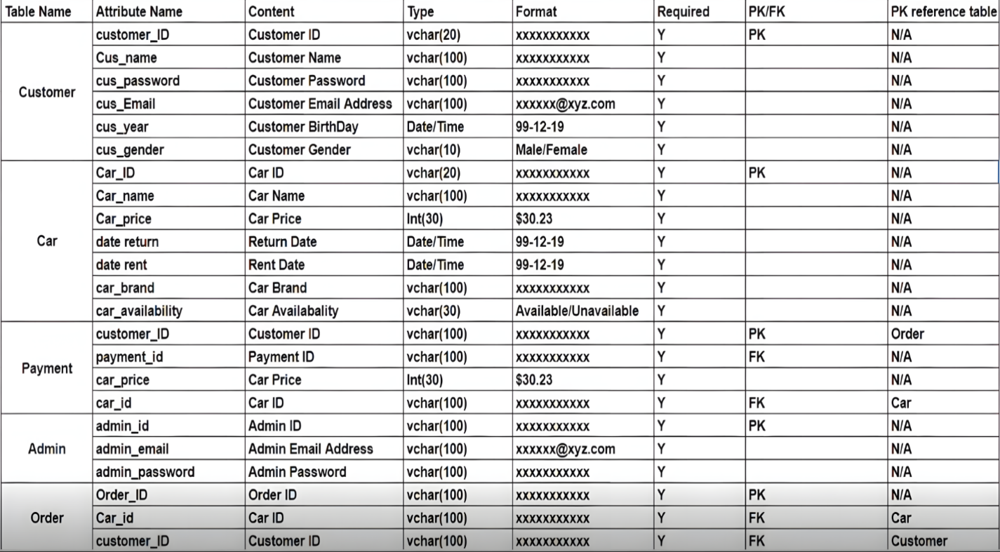 Table Name Attribute Name Content Type Format Required PK/FK PK reference table
customer_ID Customer ID vchar(20) xxxxxxxxxxx Y PK N/A
Cus_name Customer Name vchar(100) xxxxxxxxxxx Y N/A
cus_password Customer Password vchar(100) xxxxxxxxxxx Y N/A
Customer
cus_Email Customer Email Address vchar(100) xxxxxx@xyz.com Y N/A
cus_year Customer BirthDay Date/Time 99-12-19 Y N/A
cus_gender Customer Gender vchar(10) Male/Female Y N/A
Car_ID Car ID vchar(20) xxxxxxxxxxx Y PK N/A
Car_name Car Name vchar(100) xxxxxxxxxxx Y N/A
Car_price Car Price Int(30) $30.23 Y N/A
Car date return Return Date Date/Time 99-12-19 Y N/A
date rent Rent Date Date/Time 99-12-19 Y N/A
car_brand Car Brand vchar(100) xxxxxxxxxxx Y N/A
car_availability Car Availabality vchar(30) Available/Unavailable Y N/A
customer_ID Customer ID vchar(100) xxxxxxxxxxx Y PK Order
payment_id Payment ID vchar(100) xxxxxxxxxxx Y FK N/A
Payment
car_price Car Price Int(30) $30.23 Y N/A
car_id Car ID vchar(100) xxxxxxxxxxx Y FK Car
admin_id Admin ID vchar(100) xxxxxxxxxxx Y PK N/A
Admin admin_email Admin Email Address vchar(100) xxxxxx@xyz.com Y N/A
admin_password Admin Password vchar(100) xxxxxxxxxxx Y N/A
Order_ID Order ID vchar(100) xxxxxxxxxxx Y PK N/A
Order Car_id Car ID vchar(100) xxxxxxxxxxx Y FK Car
customer_ID Customer ID vchar(100) xxxxxxxxxxx Y FK Customer